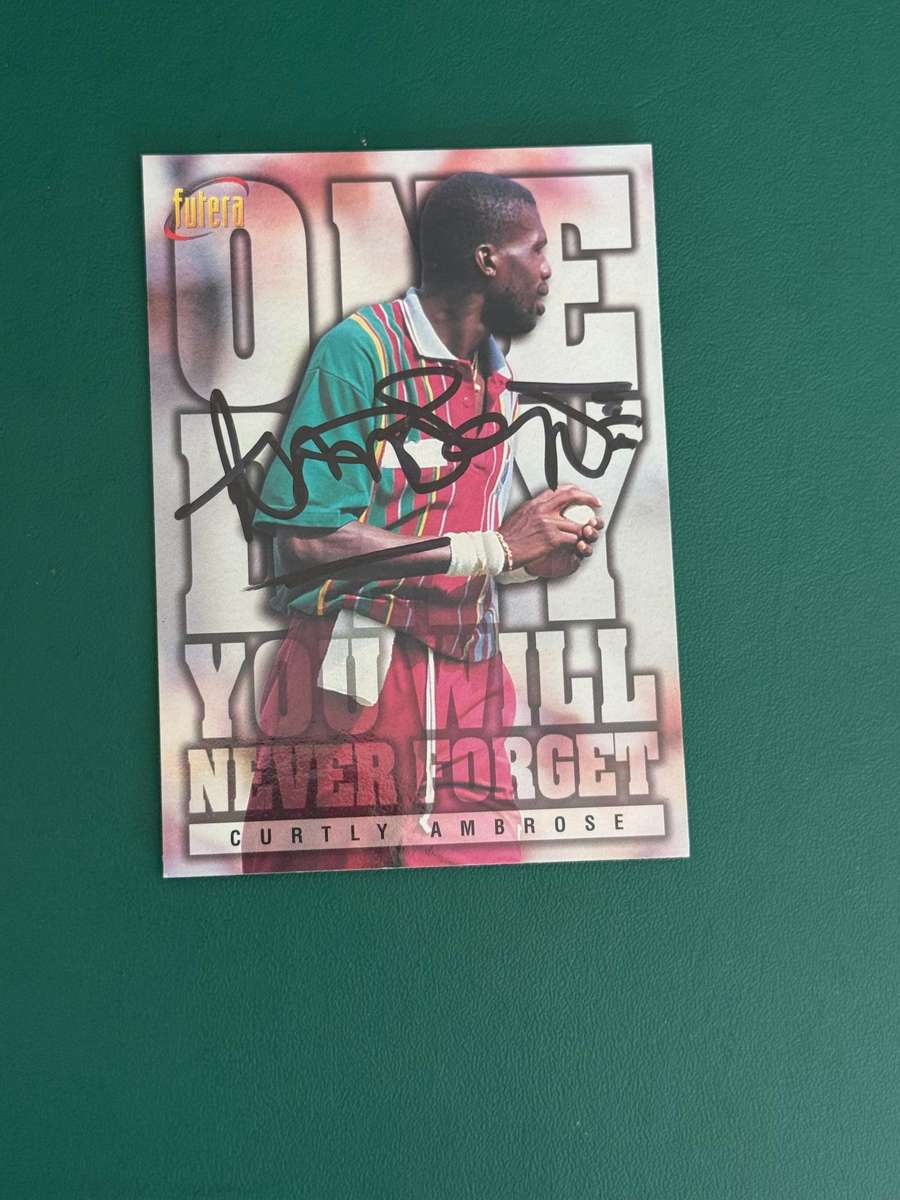 futera
ONE
DAY
YOU WILL
NEVER FORGET
CURTLY AMBROSE